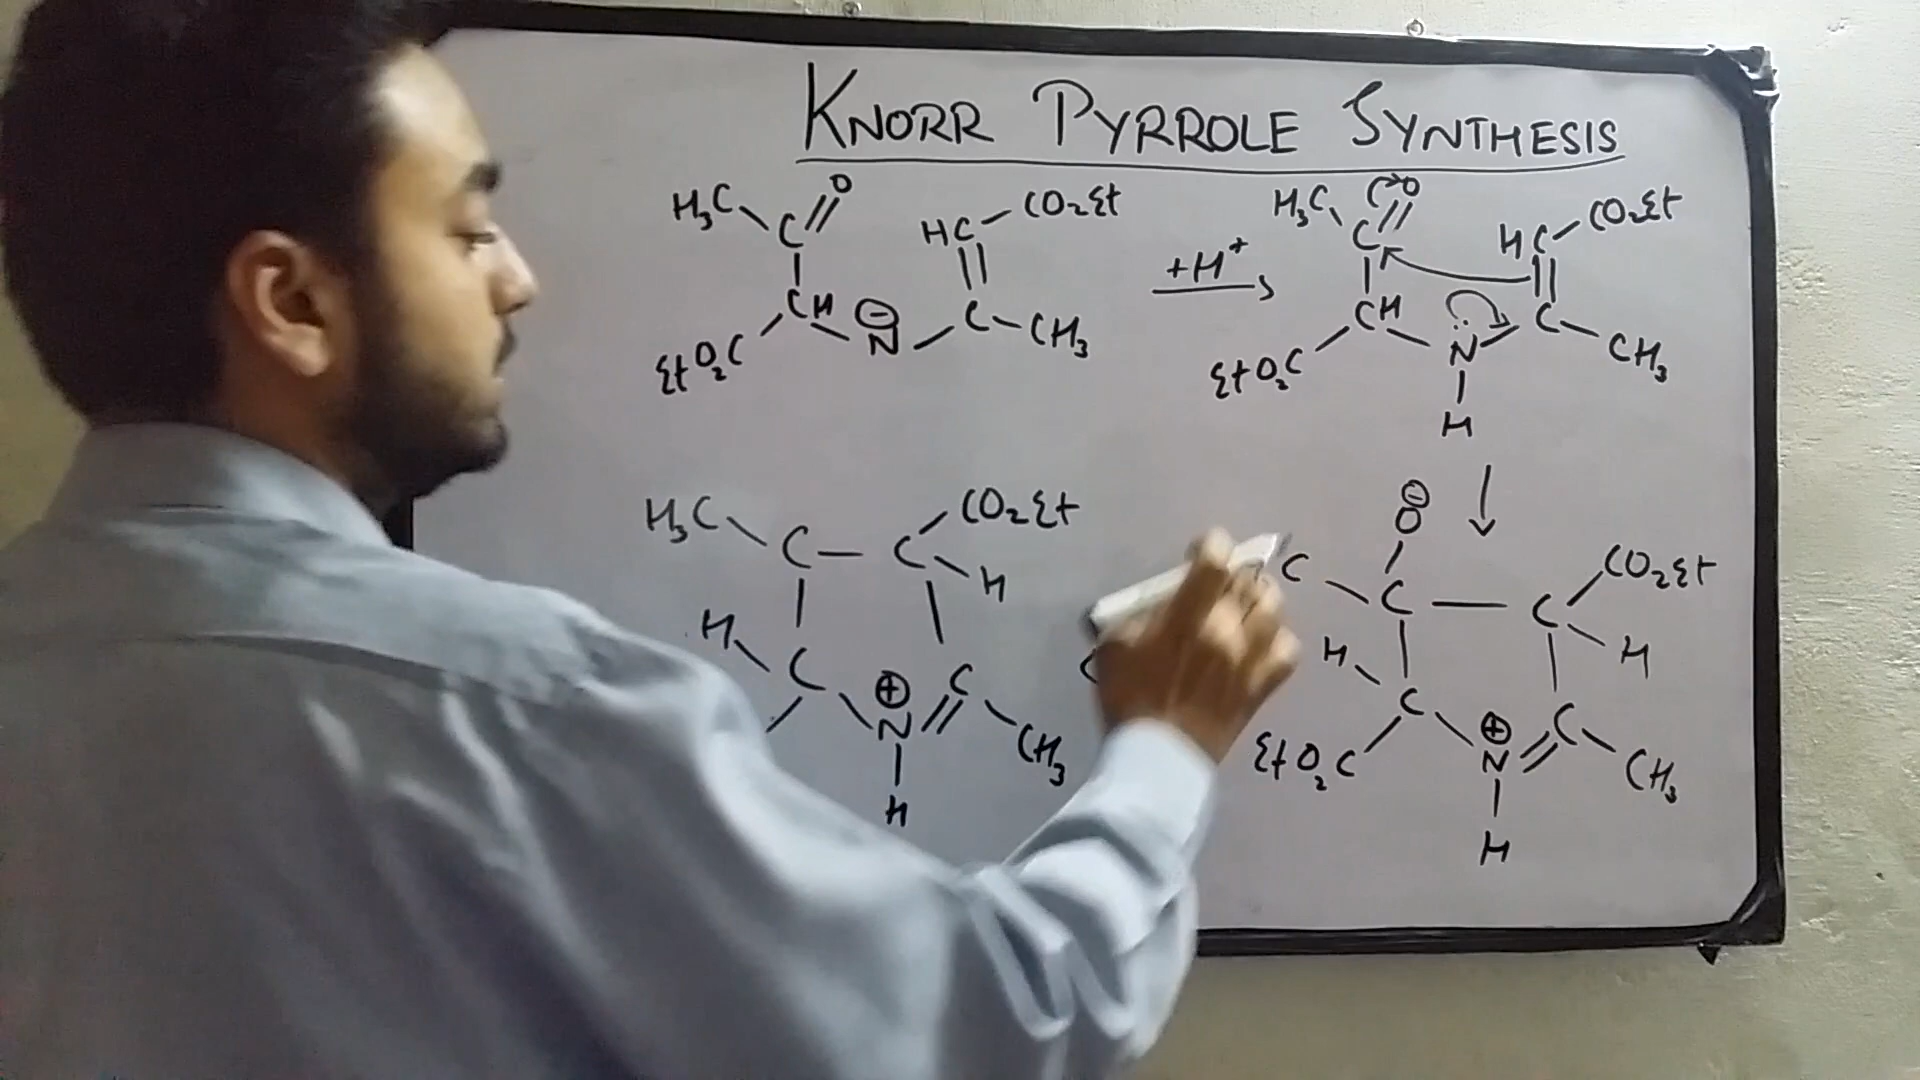 KNORR PYRROLE SYNTHESIS
H₃C C O HC CO₂Et
CH ⊖ N C CH₃
EtO₂C
+H⁺
H₃C C O HC CO₂Et
CH N̈ C CH₃
EtO₂C H
H₃C C C CO₂Et
H
H C ⊕ N C CH₃
H
⊖ O
C C C CO₂Et
H
H C ⊕ N C CH₃
EtO₂C
H